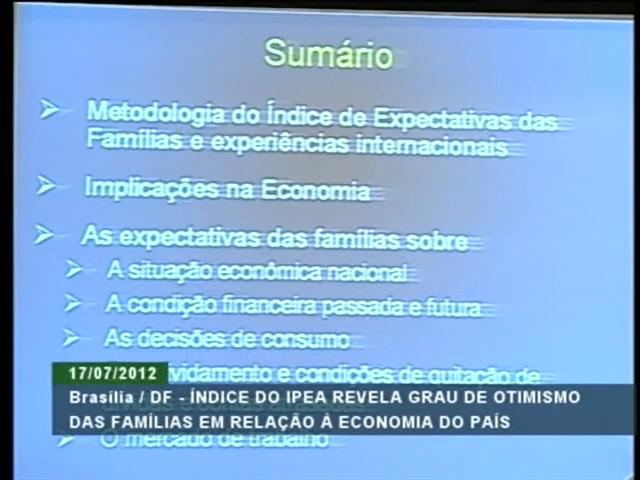 Sumário
Metodologia do Índice de Expectativas das
Famílias e experiências internacionais
Implicações na Economia
As expectativas das famílias sobre
A situação econômica nacional
A condição financeira passada e futura
As decisões de consumo
e condições de quitação de
17/07/2012
Brasília / DF - ÍNDICE DO IPEA REVELA GRAU DE OTIMISMO
DAS FAMÍLIAS EM RELAÇÃO À ECONOMIA DO PAÍS
O mercado de trabalho